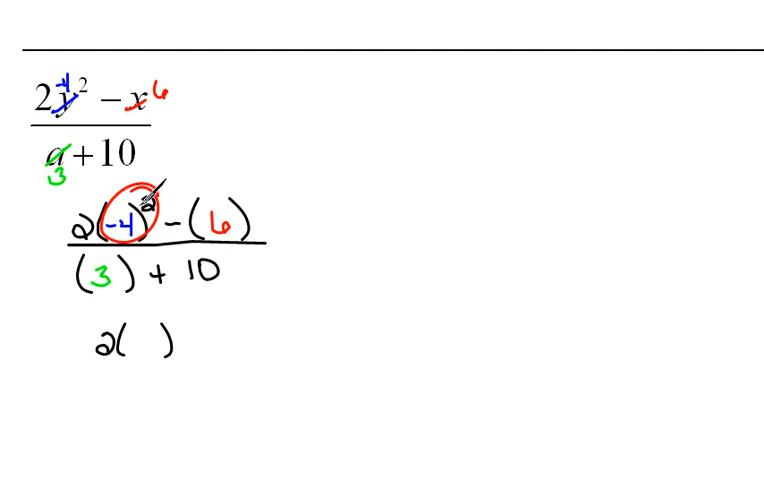 2y² − x -4 6
a + 10 3
2(-4)² - (6)
(3) + 10
2( )